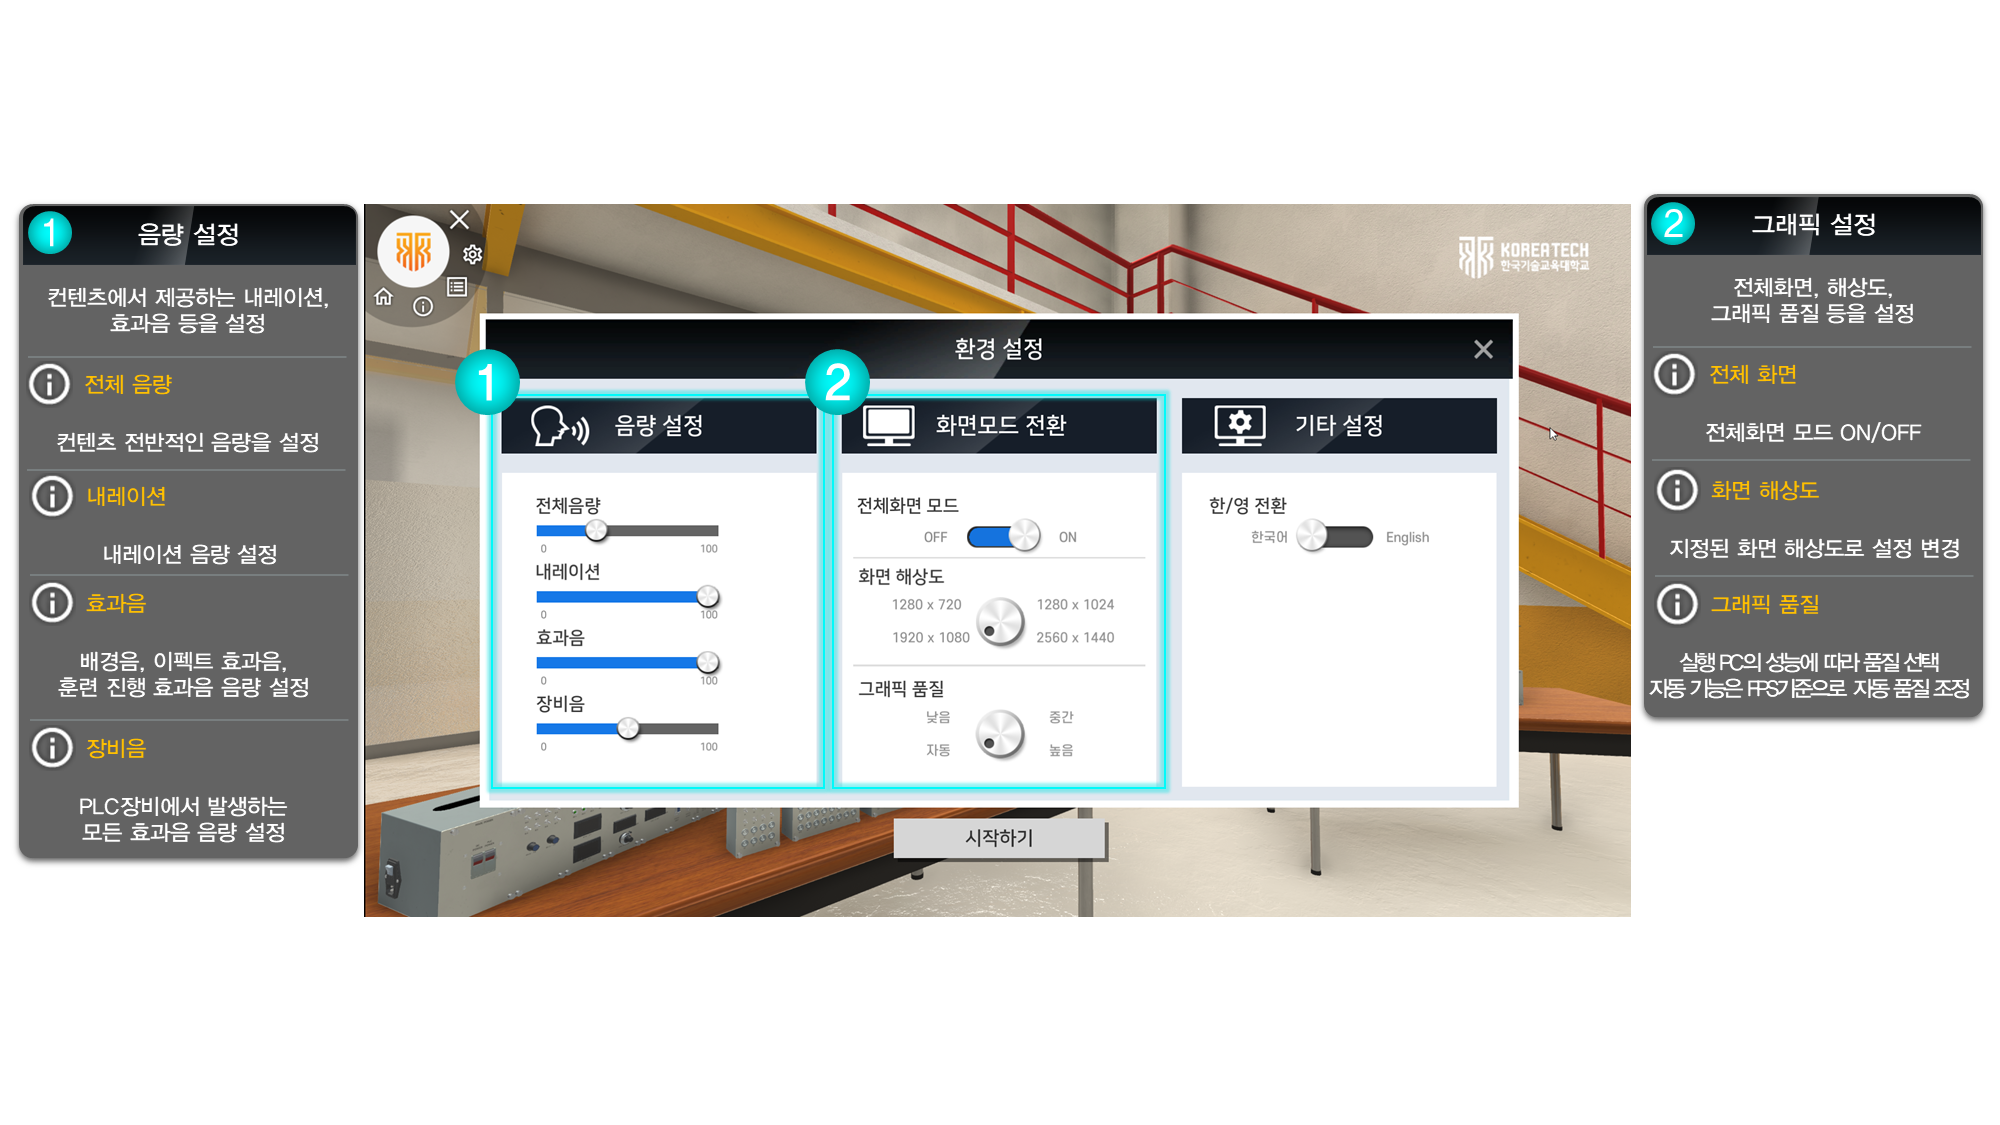 1
음량 설정
컨텐츠에서 제공하는 내레이션,
효과음 등을 설정
전체 음량
컨텐츠 전반적인 음량을 설정
내레이션
내레이션 음량 설정
효과음
배경음, 이펙트 효과음,
훈련 진행 효과음 음량 설정
장비음
PLC장비에서 발생하는
모든 효과음 음량 설정
KOREATECH
한국기술교육대학교
환경 설정
1
음량 설정
전체음량
0 100
내레이션
0 100
효과음
0 100
장비음
0 100
2
화면모드 전환
전체화면 모드
OFF ON
화면 해상도
1280 x 720 1280 x 1024
1920 x 1080 2560 x 1440
그래픽 품질
낮음 중간
자동 높음
기타 설정
한/영 전환
한국어 English
시작하기
2
그래픽 설정
전체화면, 해상도,
그래픽 품질 등을 설정
전체 화면
전체화면 모드 ON/OFF
화면 해상도
지정된 화면 해상도로 설정 변경
그래픽 품질
실행 PC의 성능에 따라 품질 선택
자동 기능은 FPS기준으로 자동 품질 조정